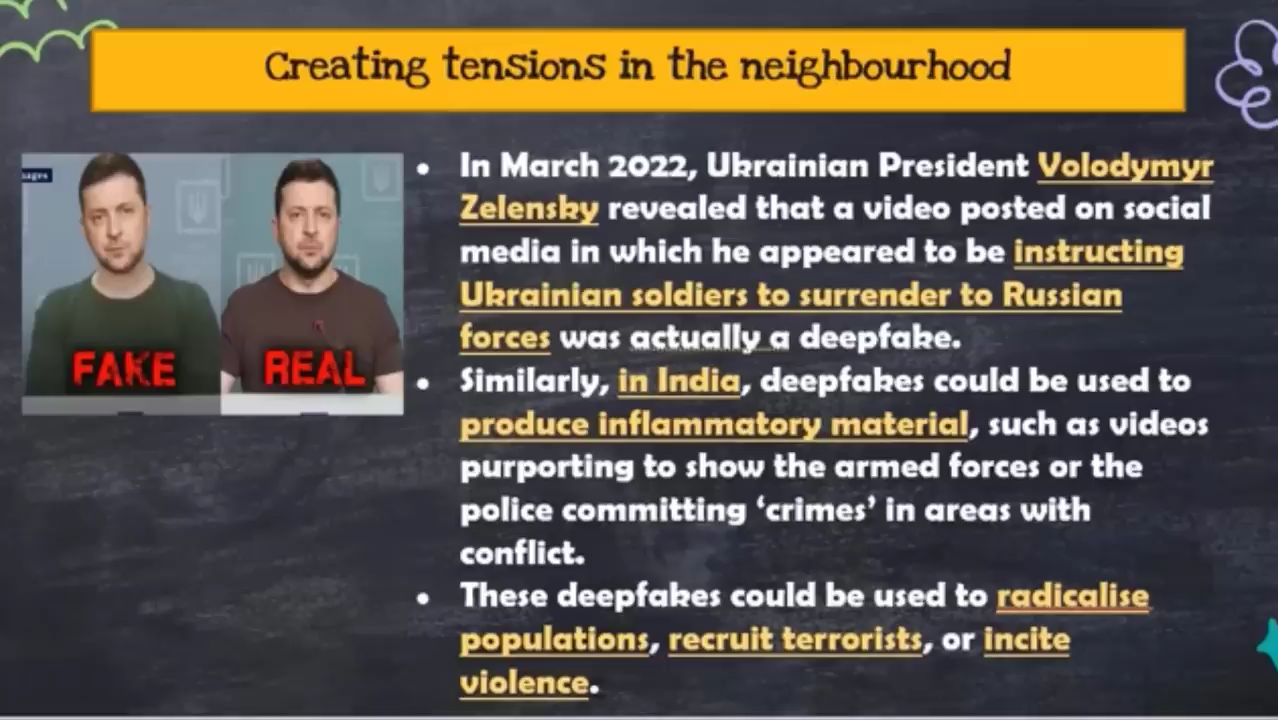 Creating tensions in the neighbourhood
ages
FAKE
REAL
• In March 2022, Ukrainian President Volodymyr
Zelensky revealed that a video posted on social
media in which he appeared to be instructing
Ukrainian soldiers to surrender to Russian
forces was actually a deepfake.
• Similarly, in India, deepfakes could be used to
produce inflammatory material, such as videos
purporting to show the armed forces or the
police committing ‘crimes’ in areas with
conflict.
• These deepfakes could be used to radicalise
populations, recruit terrorists, or incite
violence.